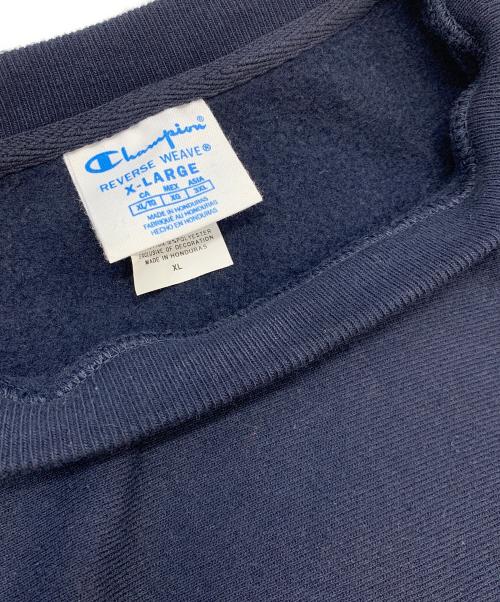 Champion®
REVERSE WEAVE®
X-LARGE
CA MEX ASIA
XL/TG XG 3XL
MADE IN HONDURAS
FABRIQUÉ AU HONDURAS
HECHO EN HONDURAS
POLYESTER
EXCLUSIVE OF DECORATION
MADE IN HONDURAS
XL